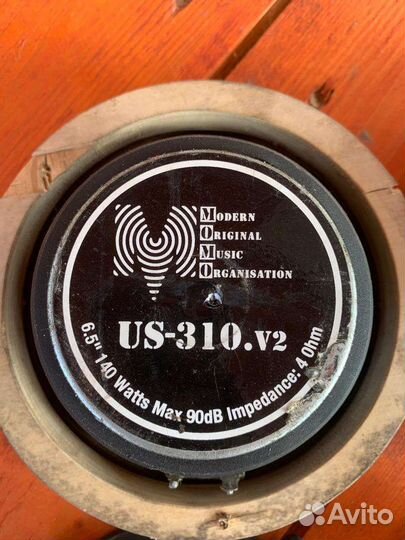 MODERN
ORIGINAL
MUSIC
ORGANISATION
US-310.v2
6.5" 140 Watts Max 90dB Impedance: 4 Ohm
Avito